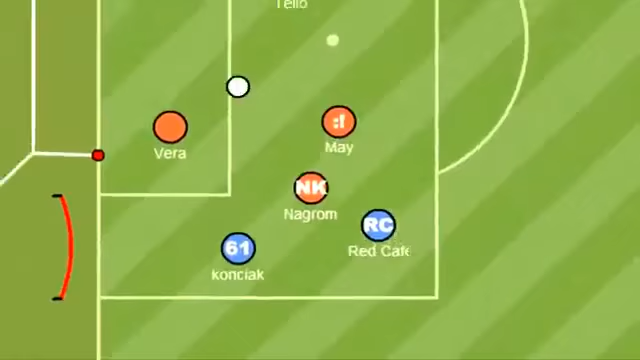 Tello
:!
Vera
May
NK
Nagrom
RC
61
Red Cafe
konciak